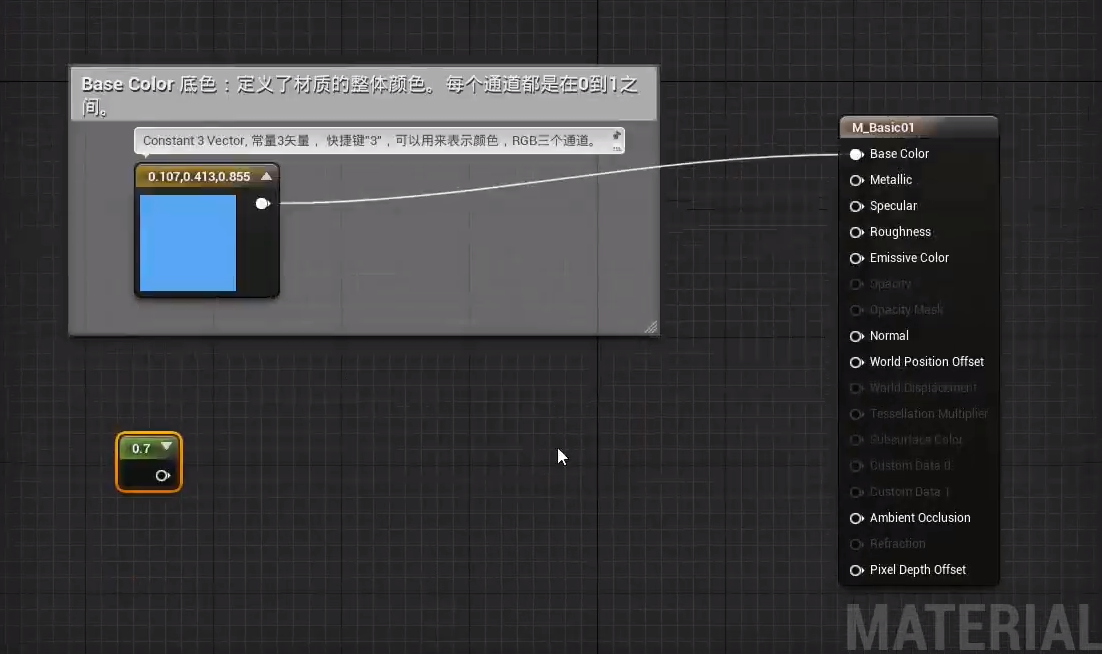 Base Color 底色：定义了材质的整体颜色。每个通道都是在0到1之
间。
Constant 3 Vector, 常量3矢量， 快捷键"3"，可以用来表示颜色，RGB三个通道。
0.107,0.413,0.855
0.7
M_Basic01
Base Color
Metallic
Specular
Roughness
Emissive Color
Opacity
Opacity Mask
Normal
World Position Offset
World Displacement
Tessellation Multiplier
Subsurface Color
Custom Data 0
Custom Data 1
Ambient Occlusion
Refraction
Pixel Depth Offset
MATERIAL